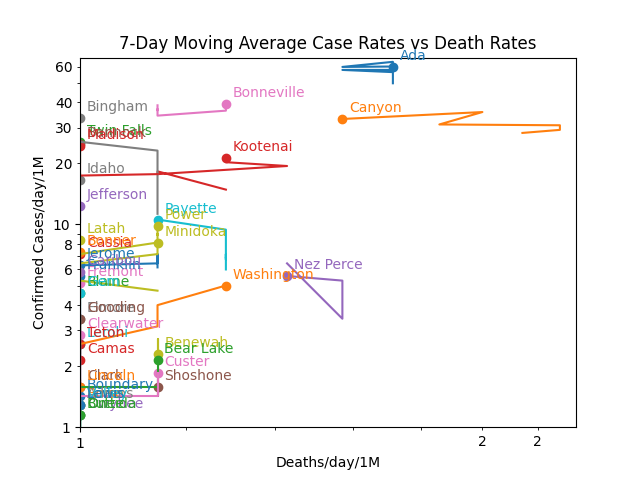 7-Day Moving Average Case Rates vs Death Rates
Confirmed Cases/day/1M
60
40
30
20
10
8
6
4
3
2
1
Ada
Bonneville
Canyon
Bingham
Twin Falls
Madison
Kootenai
Idaho
Jefferson
Payette
Power
Latah
Minidoka
Bonner
Cassia
Jerome
Franklin
Nez Perce
Fremont
Blaine
Washington
Gooding
Clearwater
Teton
Benewah
Camas
Bear Lake
Custer
Clark
Shoshone
Boundary
1
2
2
Deaths/day/1M